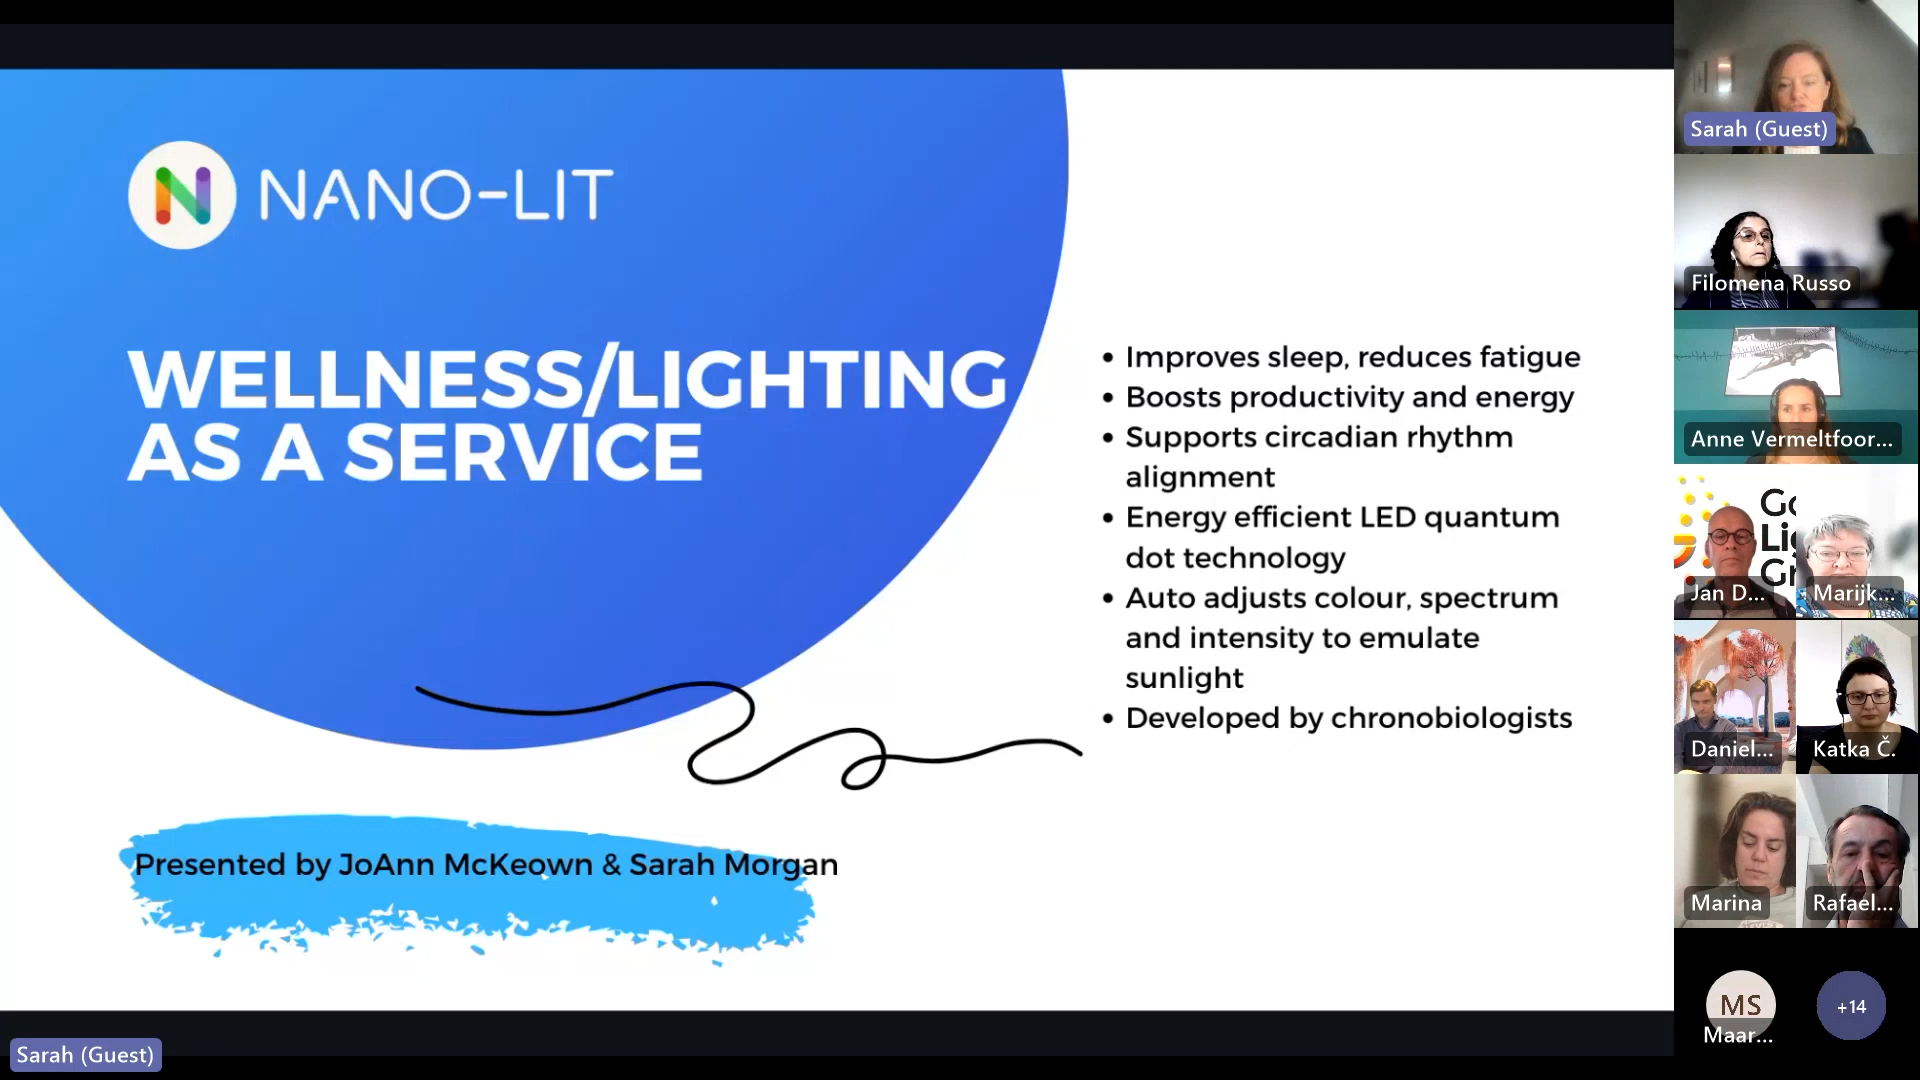 NANO-LIT
WELLNESS/LIGHTING
AS A SERVICE
• Improves sleep, reduces fatigue
• Boosts productivity and energy
• Supports circadian rhythm
alignment
• Energy efficient LED quantum
dot technology
• Auto adjusts colour, spectrum
and intensity to emulate
sunlight
• Developed by chronobiologists
Presented by JoAnn McKeown & Sarah Morgan
Sarah (Guest)
Sarah (Guest)
Filomena Russo
Anne Vermeltfoor...
Go
Li
Gr
Jan D...
Marijk...
Daniel...
Katka Č.
Marina
Rafael...
MS
Maar...
+14